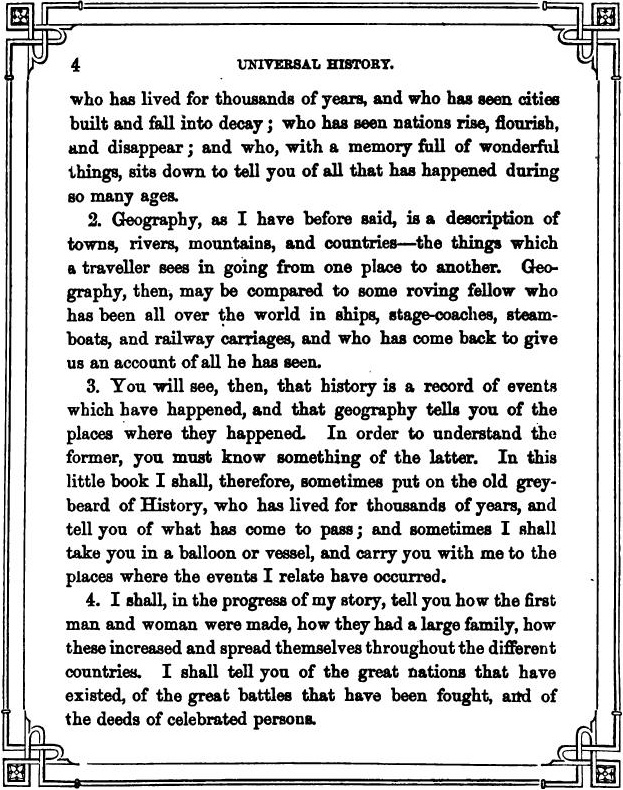 4 UNIVERSAL HISTORY.
who has lived for thousands of years, and who has seen cities
built and fall into decay; who has seen nations rise, flourish,
and disappear; and who, with a memory full of wonderful
things, sits down to tell you of all that has happened during
so many ages.
2. Geography, as I have before said, is a description of
towns, rivers, mountains, and countries—the things which
a traveller sees in going from one place to another. Geo-
graphy, then, may be compared to some roving fellow who
has been all over the world in ships, stage-coaches, steam-
boats, and railway carriages, and who has come back to give
us an account of all he has seen.
3. You will see, then, that history is a record of events
which have happened, and that geography tells you of the
places where they happened. In order to understand the
former, you must know something of the latter. In this
little book I shall, therefore, sometimes put on the old grey-
beard of History, who has lived for thousands of years, and
tell you of what has come to pass; and sometimes I shall
take you in a balloon or vessel, and carry you with me to the
places where the events I relate have occurred.
4. I shall, in the progress of my story, tell you how the first
man and woman were made, how they had a large family, how
these increased and spread themselves throughout the different
countries. I shall tell you of the great nations that have
existed, of the great battles that have been fought, and of
the deeds of celebrated persons.